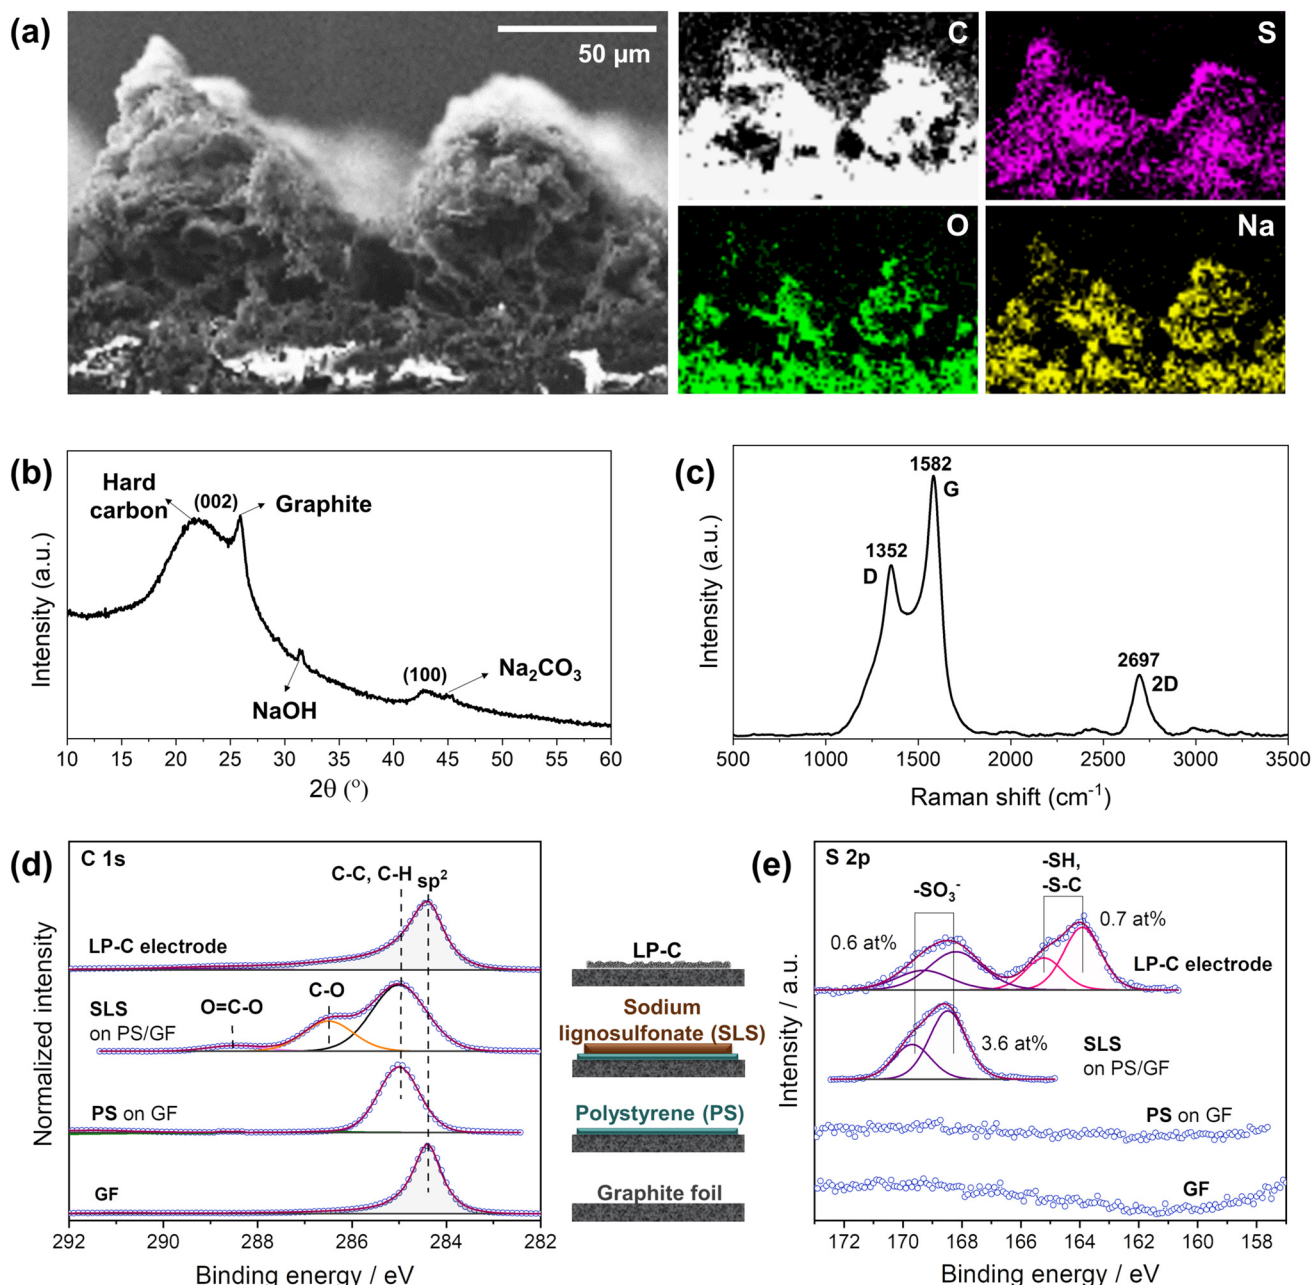 (a)
50 µm
C
S
O
Na
(b)
Hard
carbon
(002)
Graphite
NaOH
(100)
Na₂CO₃
Intensity (a.u.)
10 15 20 25 30 35 40 45 50 55 60
2θ (°)
(c)
1582
G
1352
D
2697
2D
Intensity (a.u.)
500 1000 1500 2000 2500 3000 3500
Raman shift (cm⁻¹)
(d)
C 1s
C-C, C-H
sp²
LP-C electrode
O=C-O
C-O
SLS
on PS/GF
PS on GF
GF
Normalized intensity
292 290 288 286 284 282
Binding energy / eV
LP-C
Sodium
lignosulfonate (SLS)
Polystyrene (PS)
Graphite foil
(e)
S 2p
-SH,
-S-C
-SO₃⁻
0.7 at%
0.6 at%
LP-C electrode
3.6 at%
SLS
on PS/GF
PS on GF
GF
Intensity / a.u.
172 170 168 166 164 162 160 158
Binding energy / eV